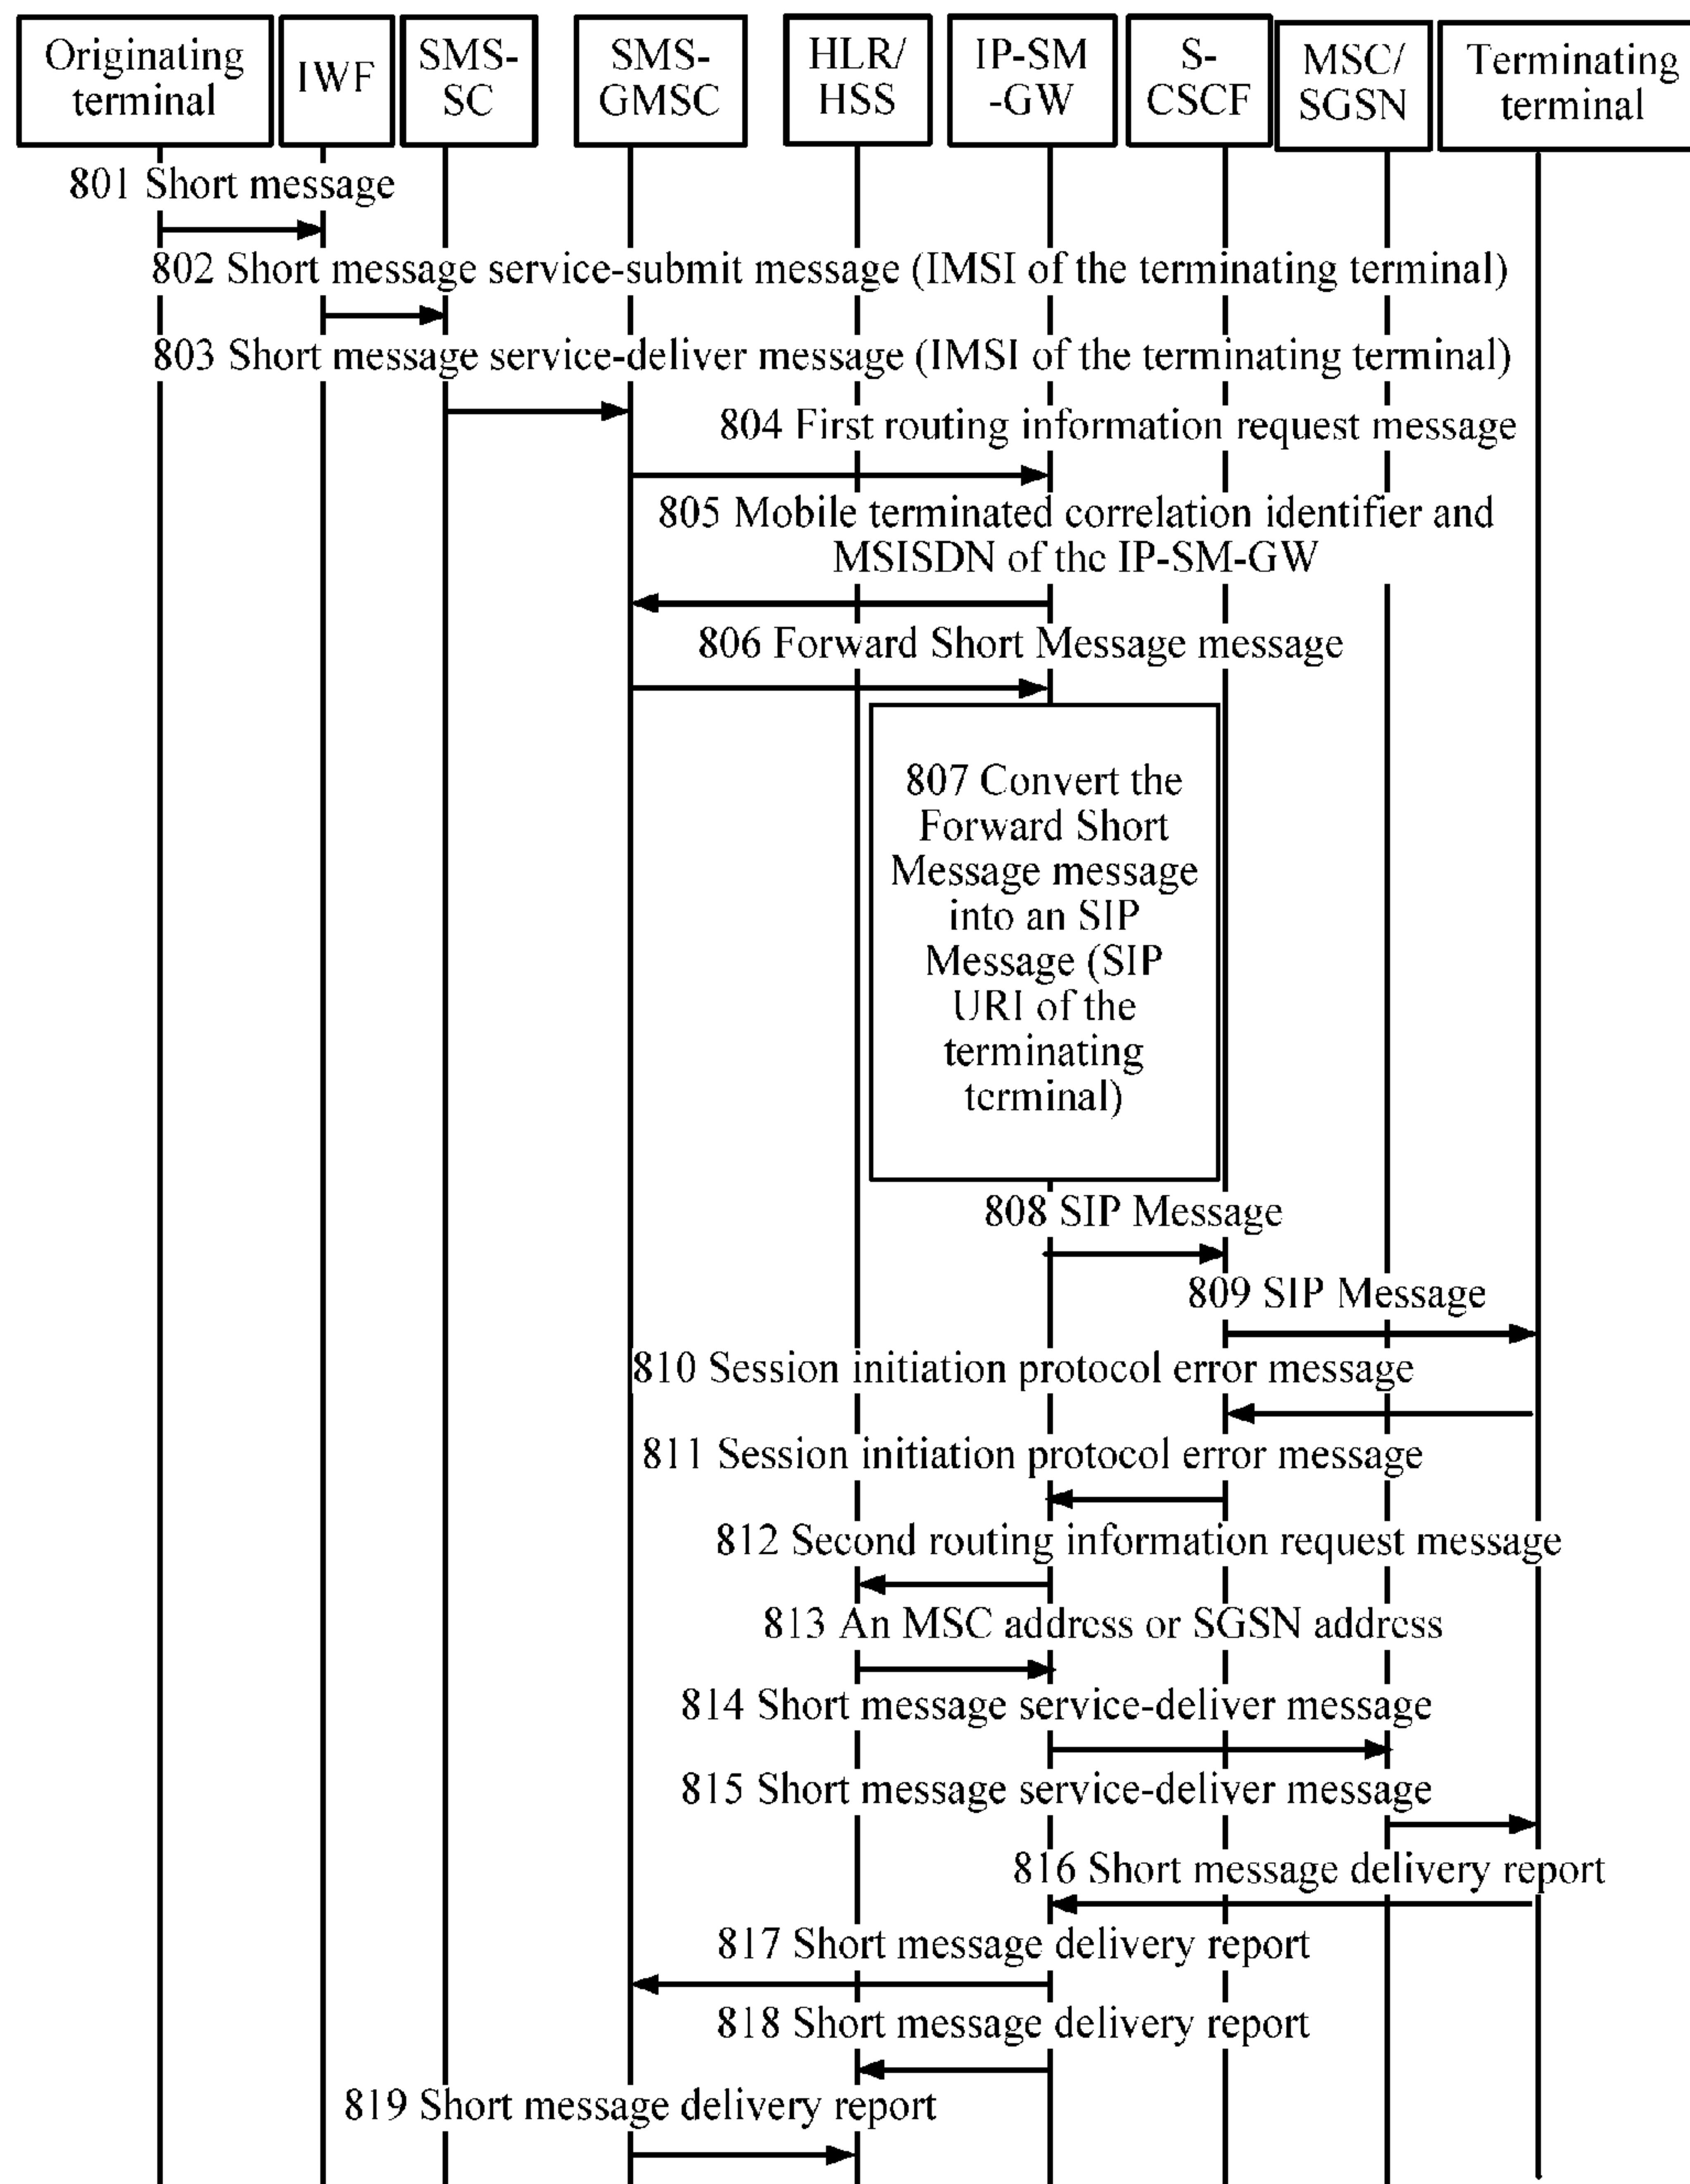 Originating
terminal
IWF
SMS-
SC
SMS-
GMSC
HLR/
HSS
IP-SM
-GW
S-
CSCF
MSC/
SGSN
Terminating
terminal
801 Short message
802 Short message service-submit message (IMSI of the terminating terminal)
803 Short message service-deliver message (IMSI of the terminating terminal)
804 First routing information request message
805 Mobile terminated correlation identifier and
MSISDN of the IP-SM-GW
806 Forward Short Message message
807 Convert the
Forward Short
Message message
into an SIP
Message (SIP
URI of the
terminating
terminal)
808 SIP Message
809 SIP Message
810 Session initiation protocol error message
811 Session initiation protocol error message
812 Second routing information request message
813 An MSC address or SGSN address
814 Short message service-deliver message
815 Short message service-deliver message
816 Short message delivery report
817 Short message delivery report
818 Short message delivery report
819 Short message delivery report